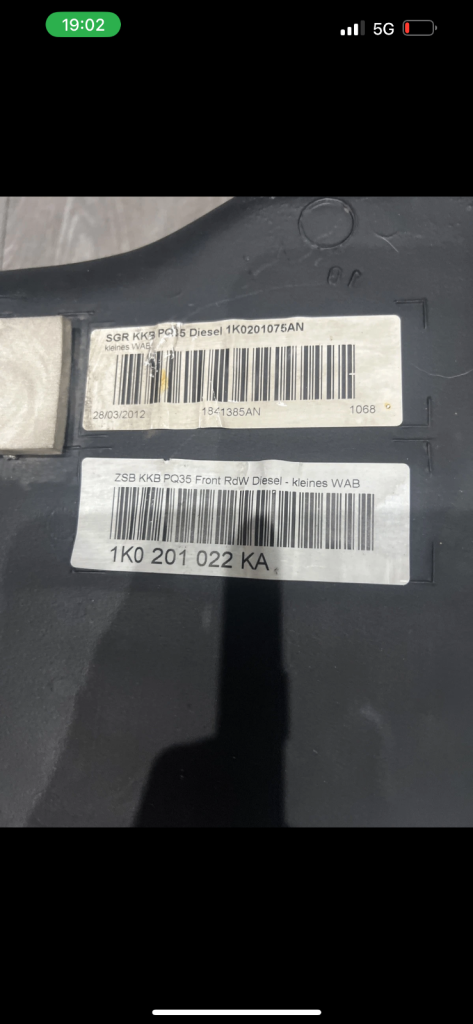 19:02
5G
SGR KKB PQ35 Diesel 1K0201075AN
kleines WAB
28/03/2012 1841385AN 1068
ZSB KKB PQ35 Front RdW Diesel - kleines WAB
1K0 201 022 KA